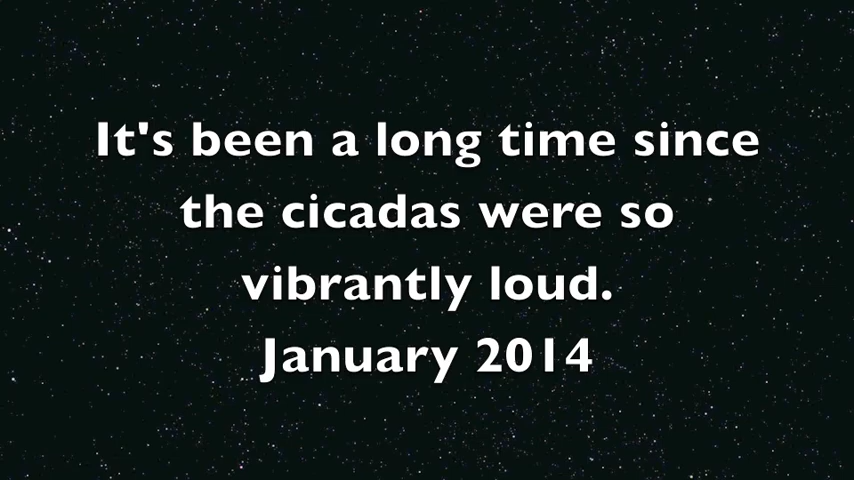 It's been a long time since
the cicadas were so
vibrantly loud.
January 2014